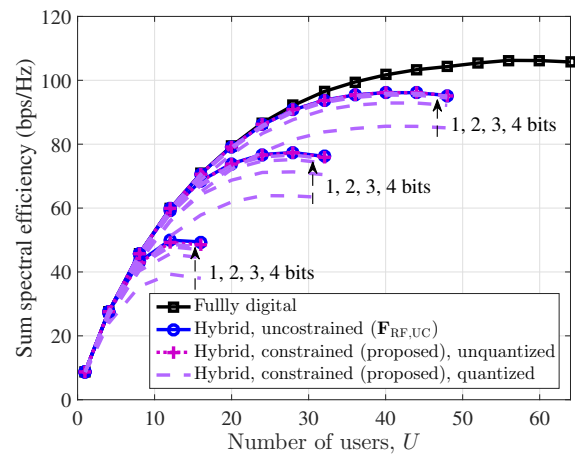 120
100
80
60
40
20
0
Sum spectral efficiency (bps/Hz)
1, 2, 3, 4 bits
1, 2, 3, 4 bits
1, 2, 3, 4 bits
Fullly digital
Hybrid, uncostrained (F_RF,UC)
Hybrid, constrained (proposed), unquantized
Hybrid, constrained (proposed), quantized
0 10 20 30 40 50 60
Number of users, U